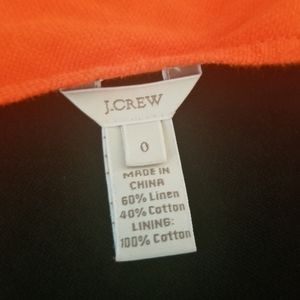 J.CREW
0
MADE IN
CHINA
60% Linen
40% Cotton
LINING:
100% Cotton